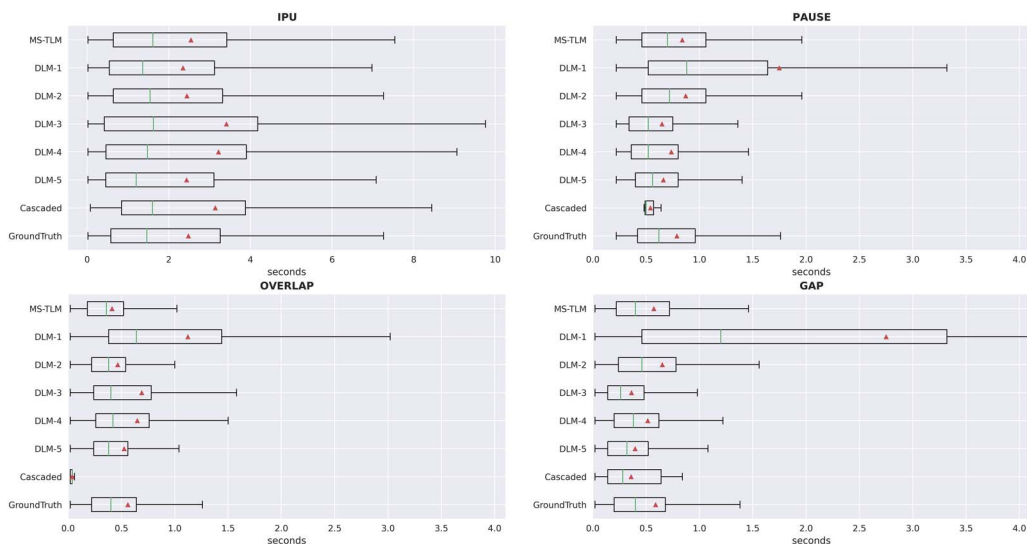 IPU
MS-TLM
DLM-1
DLM-2
DLM-3
DLM-4
DLM-5
Cascaded
GroundTruth
0 2 4 6 8 10
seconds
PAUSE
MS-TLM
DLM-1
DLM-2
DLM-3
DLM-4
DLM-5
Cascaded
GroundTruth
0.0 0.5 1.0 1.5 2.0 2.5 3.0 3.5 4.0
seconds
OVERLAP
MS-TLM
DLM-1
DLM-2
DLM-3
DLM-4
DLM-5
Cascaded
GroundTruth
0.0 0.5 1.0 1.5 2.0 2.5 3.0 3.5 4.0
seconds
GAP
MS-TLM
DLM-1
DLM-2
DLM-3
DLM-4
DLM-5
Cascaded
GroundTruth
0.0 0.5 1.0 1.5 2.0 2.5 3.0 3.5 4.0
seconds